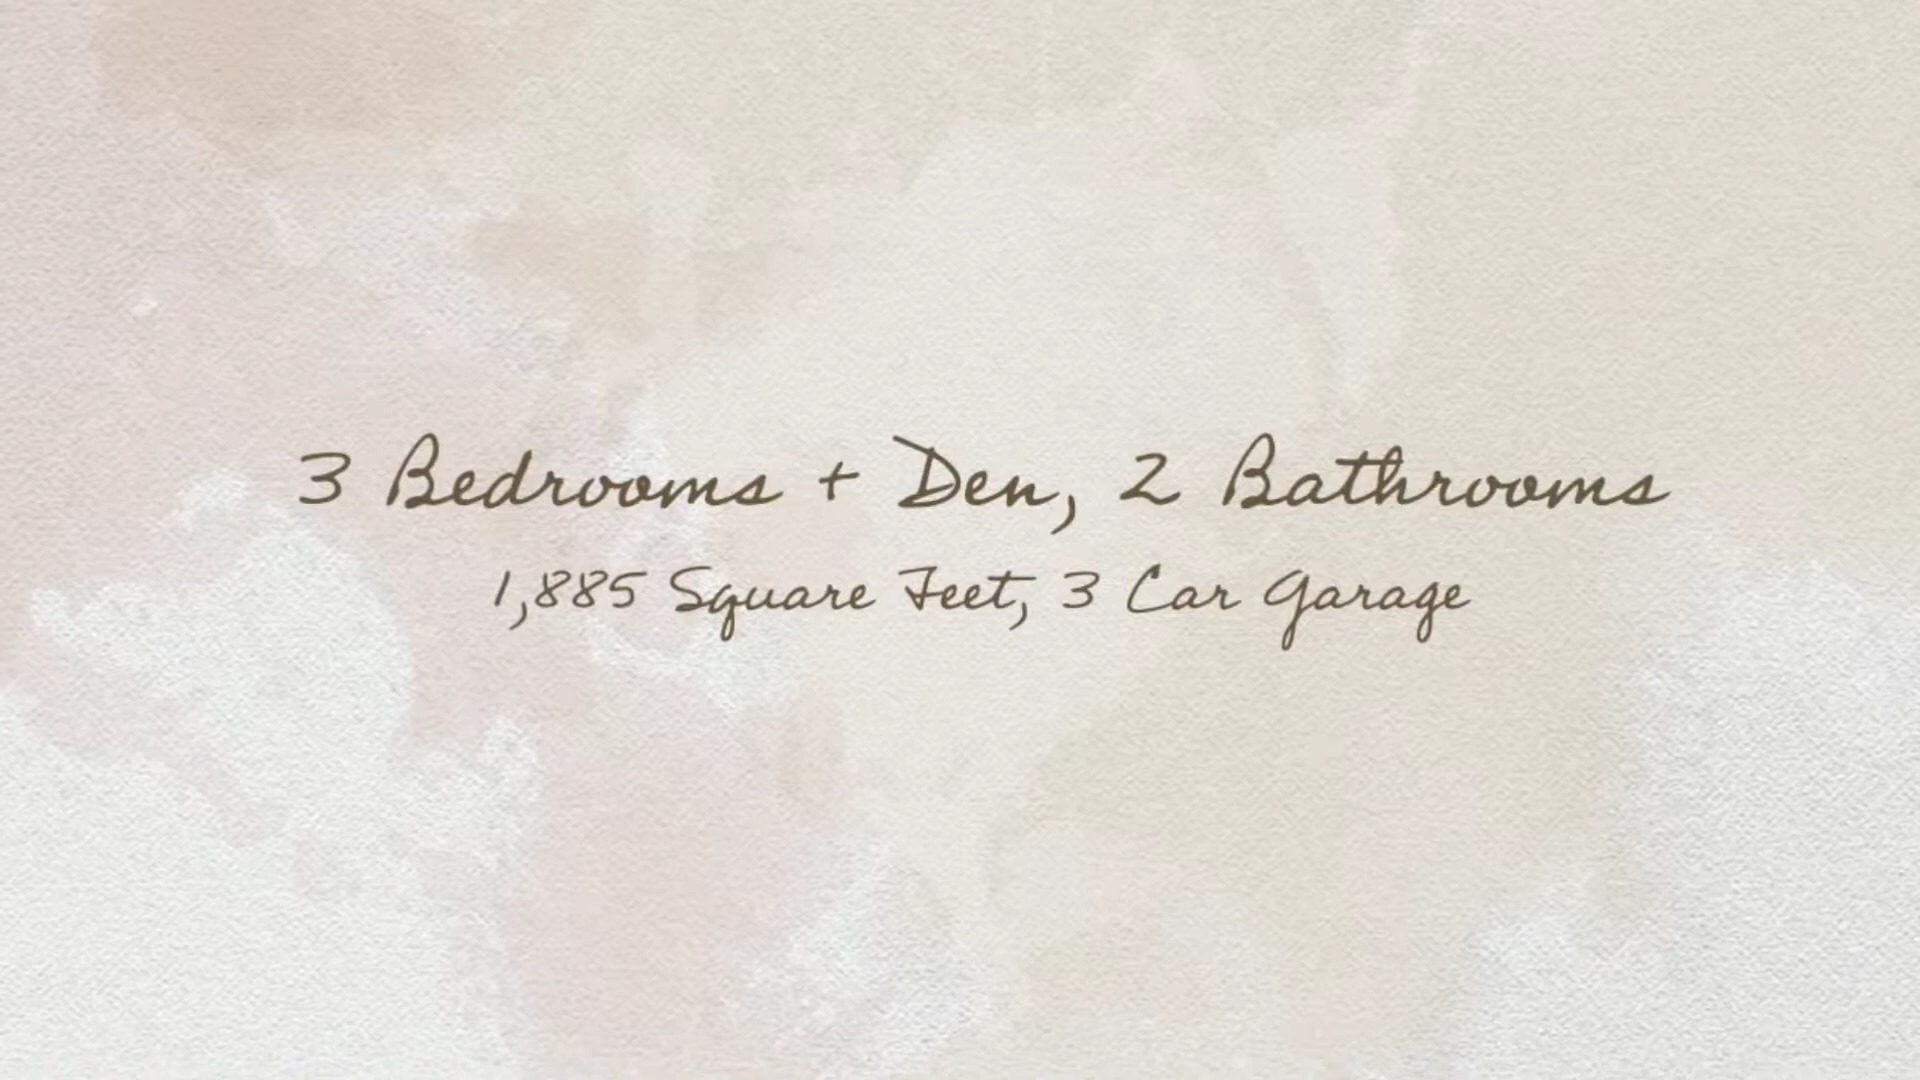 3 Bedrooms + Den, 2 Bathrooms
1,885 Square Feet, 3 Car Garage